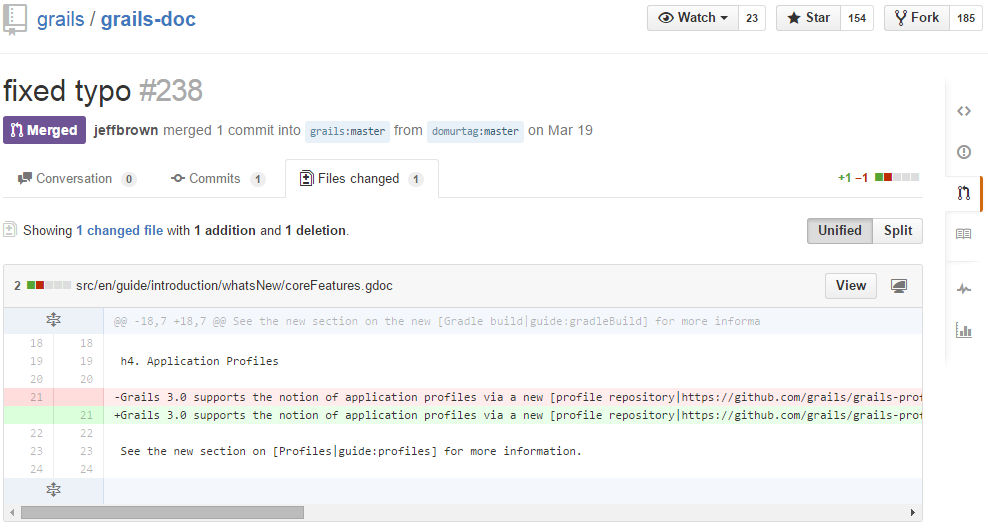 grails / grails-doc
Watch 23 Star 154 Fork 185
fixed typo #238
Merged jeffbrown merged 1 commit into grails:master from domurtag:master on Mar 19
Conversation 0 Commits 1 Files changed 1 +1 −1
Showing 1 changed file with 1 addition and 1 deletion. Unified Split
2 src/en/guide/introduction/whatsNew/coreFeatures.gdoc View
@@ -18,7 +18,7 @@ See the new section on the new [Gradle build|guide:gradleBuild] for more informa
18 18
19 19 h4. Application Profiles
20 20
21 -Grails 3.0 supports the notion of application profiles via a new [profile repository|https://github.com/grails/grails-prof
21 +Grails 3.0 supports the notion of application profiles via a new [profile repository|https://github.com/grails/grails-prof
22 22
23 23 See the new section on [Profiles|guide:profiles] for more information.
24 24